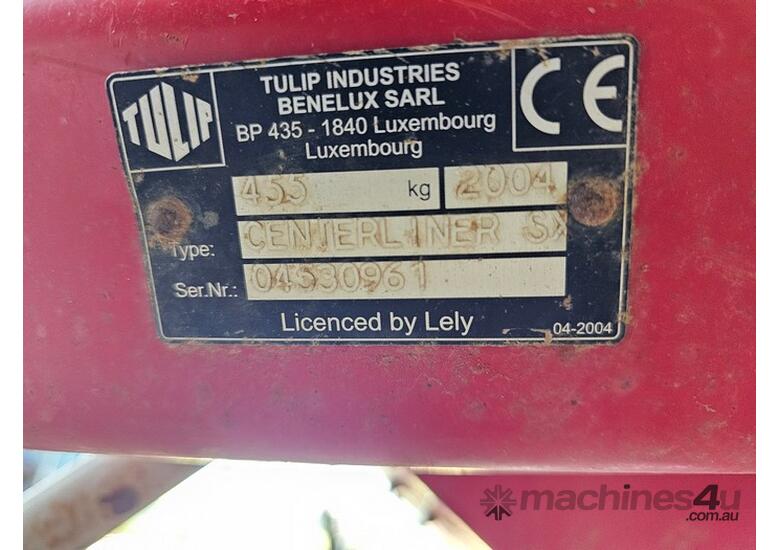 TULIP
TULIP INDUSTRIES
BENELUX SARL
BP 435 - 1840 Luxembourg
Luxembourg
CE
455 kg 2004
Type: CENTERLINER SX
Ser.Nr.: 04530961
Licenced by Lely 04-2004
machines4u
.com.au